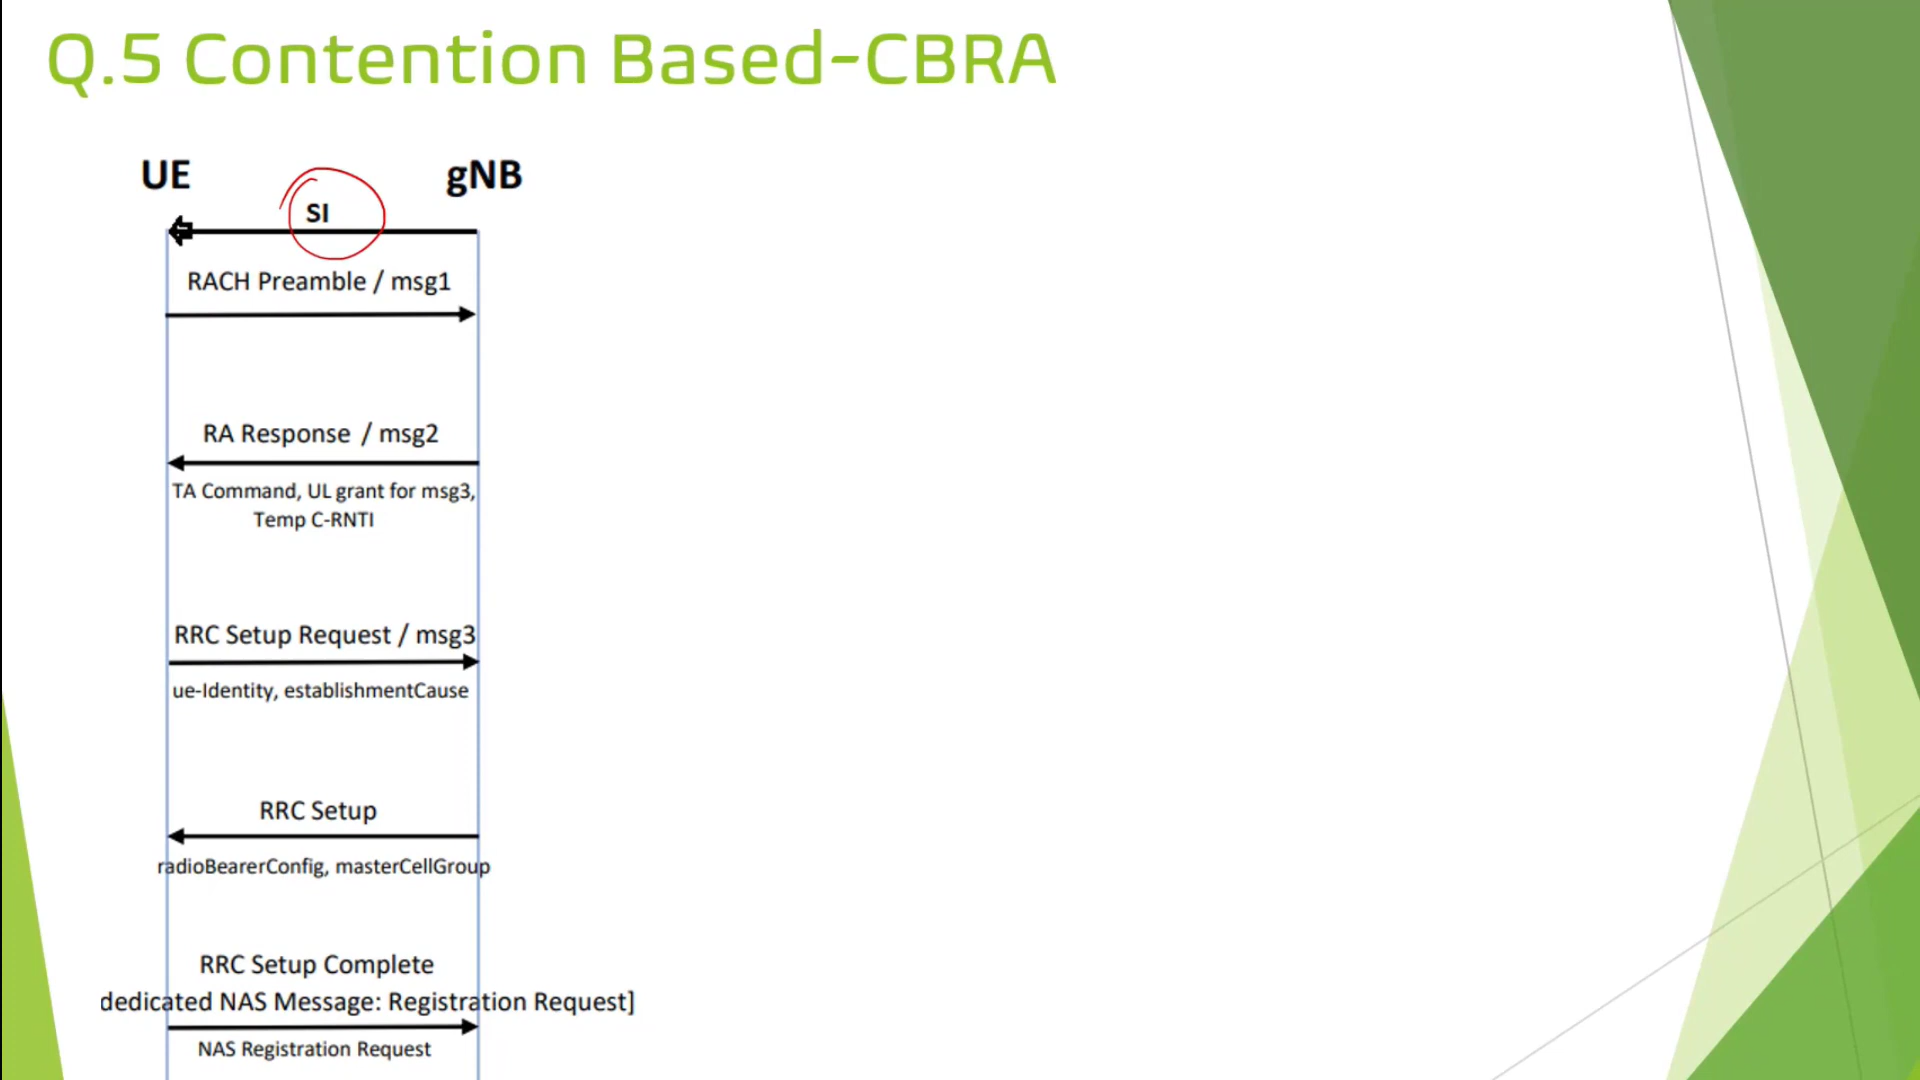 Q.5 Contention Based-CBRA
UE gNB
SI
RACH Preamble / msg1
RA Response / msg2
TA Command, UL grant for msg3,
Temp C-RNTI
RRC Setup Request / msg3
ue-Identity, establishmentCause
RRC Setup
radioBearerConfig, masterCellGroup
RRC Setup Complete
dedicated NAS Message: Registration Request]
NAS Registration Request